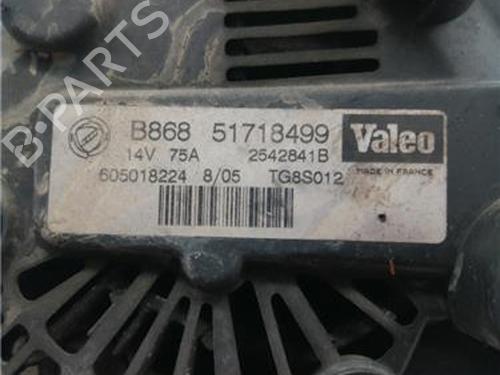 B868 51718499 Valeo
14V 75A 2542841B MADE IN FRANCE
605018224 8/05 TG8S012
B-PARTS